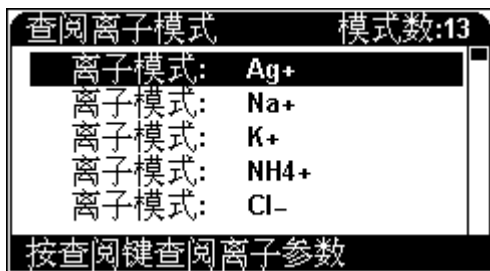 查阅离子模式 模式数:13
离子模式: Ag+
离子模式: Na+
离子模式: K+
离子模式: NH4+
离子模式: Cl-
按查阅键查阅离子参数